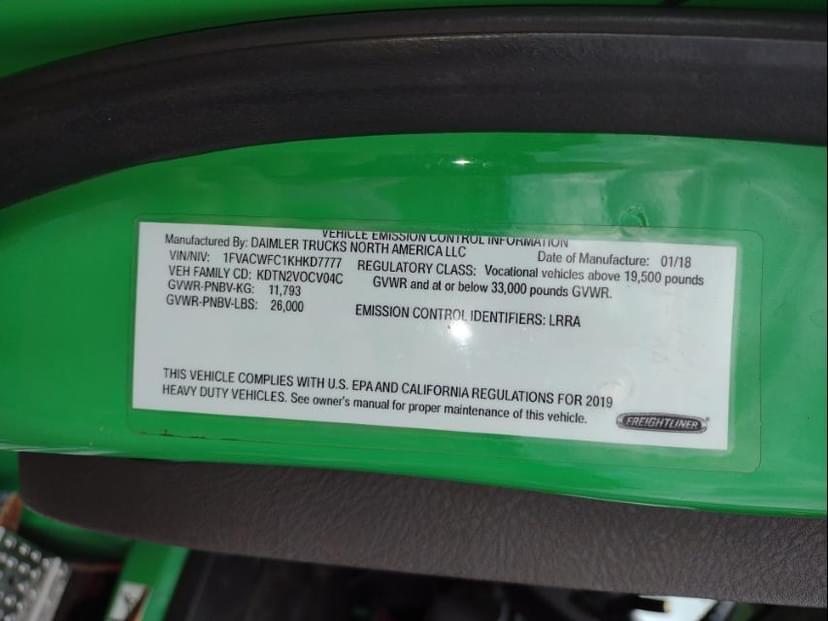 VEHICLE EMISSION CONTROL INFORMATION
Manufactured By: DAIMLER TRUCKS NORTH AMERICA LLC
Date of Manufacture: 01/18
VIN/NIV: 1FVACWFC1KHKD7777
REGULATORY CLASS: Vocational vehicles above 19,500 pounds
VEH FAMILY CD: KDTN2VOCV04C
GVWR and at or below 33,000 pounds GVWR.
GVWR-PNBV-KG: 11,793
GVWR-PNBV-LBS: 26,000
EMISSION CONTROL IDENTIFIERS: LRRA
THIS VEHICLE COMPLIES WITH U.S. EPA AND CALIFORNIA REGULATIONS FOR 2019
HEAVY DUTY VEHICLES. See owner's manual for proper maintenance of this vehicle.
FREIGHTLINER